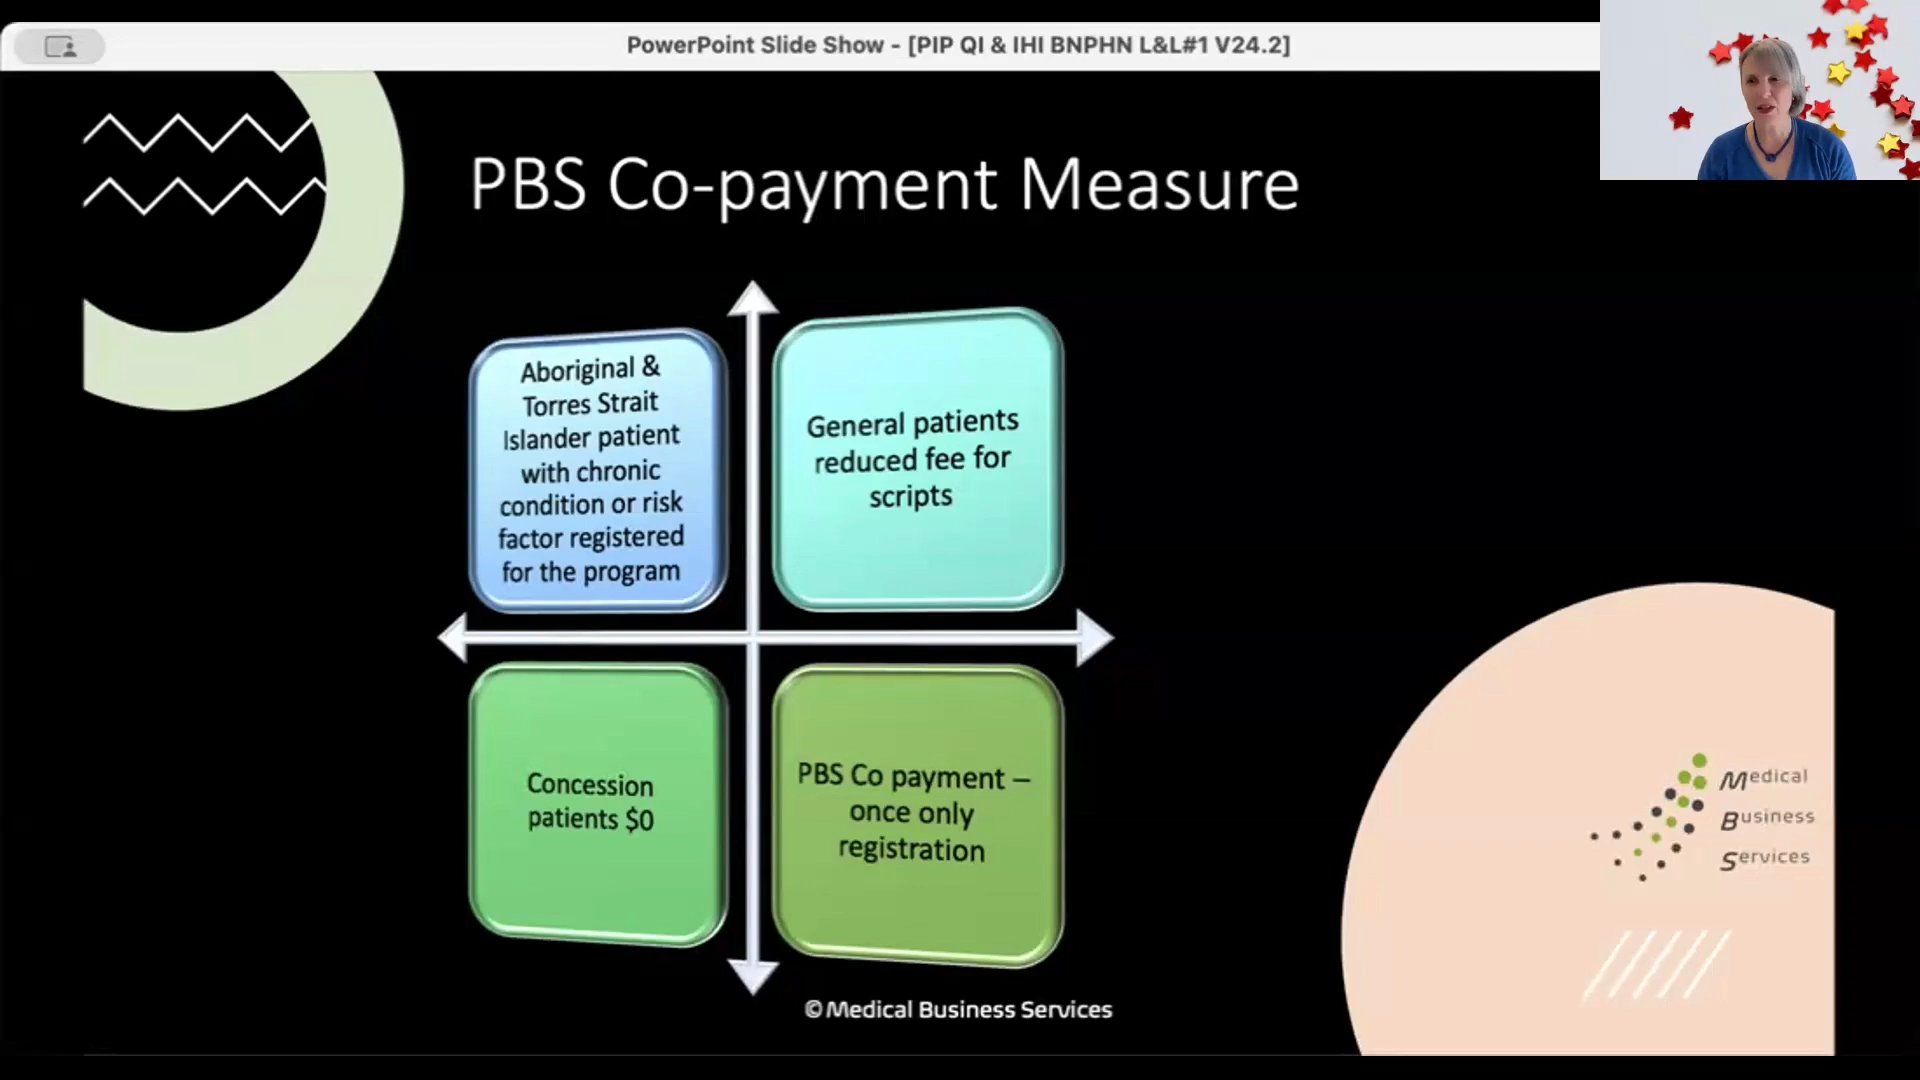 PowerPoint Slide Show - [PIP QI & IHI BNPHN L&L#1 V24.2]
PBS Co-payment Measure
Aboriginal &
Torres Strait
Islander patient
with chronic
condition or risk
factor registered
for the program
General patients
reduced fee for
scripts
Concession
patients $0
PBS Co payment –
once only
registration
Medical
Business
Services
© Medical Business Services